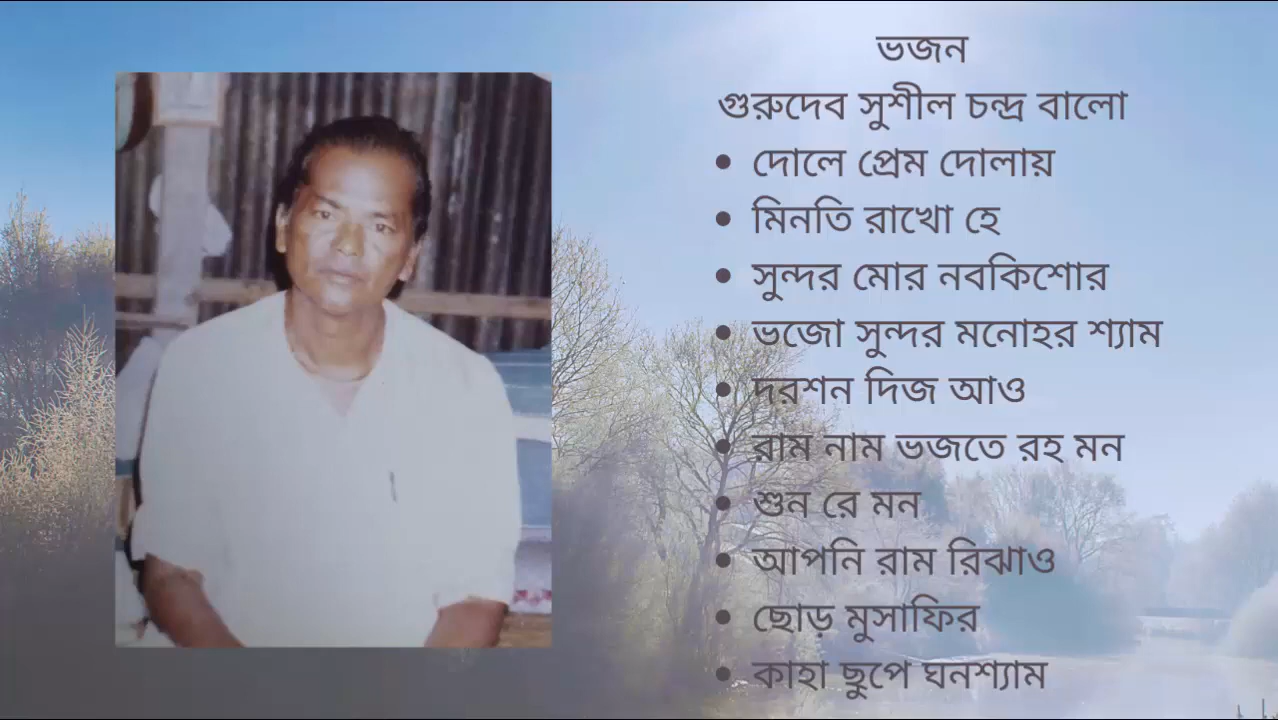 ভজন
গুরুদেব সুশীল চন্দ্র বালো
• দোলে প্রেম দোলায়
• মিনতি রাখো হে
• সুন্দর মোর নবকিশোর
• ভজো সুন্দর মনোহর শ্যাম
• দরশন দিজ আও
• রাম নাম ভজতে রহ মন
• শুন রে মন
• আপনি রাম রিঝাও
• ছোড় মুসাফির
• কাহা ছুপে ঘনশ্যাম